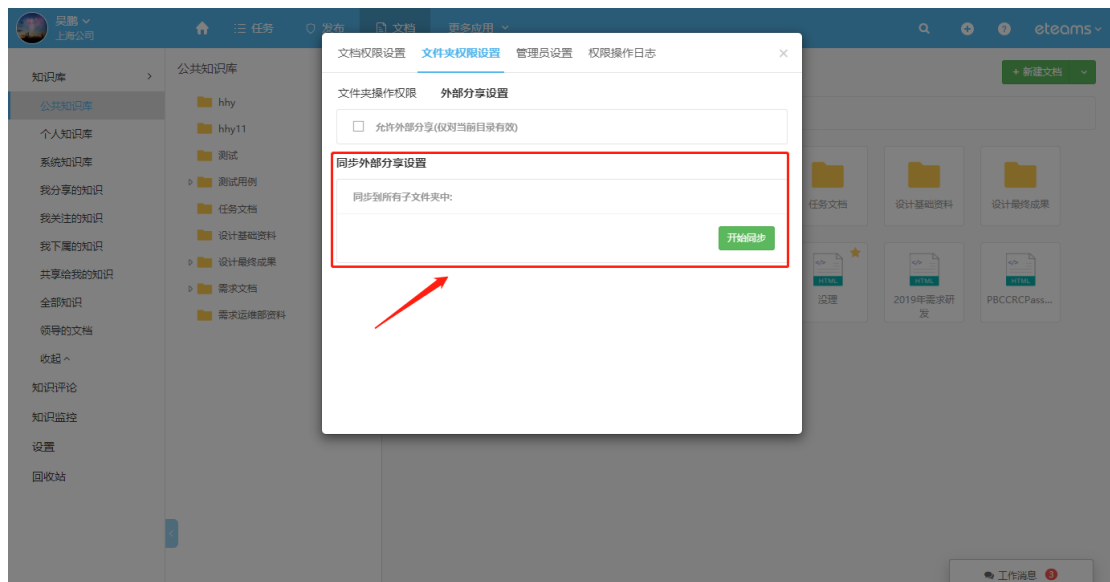 吴鹏
上海公司
任务
发布
文档
更多应用
eteams
知识库
公共知识库
个人知识库
系统知识库
我分享的知识
我关注的知识
我下属的知识
共享给我的知识
全部知识
领导的文档
收起
知识评论
知识监控
设置
回收站
公共知识库
hhy
hhy11
测试
测试用例
任务文档
设计基础资料
设计最终成果
需求文档
需求运维部资料
文档权限设置 文件夹权限设置 管理员设置 权限操作日志
文件夹操作权限 外部分享设置
允许外部分享(仅对当前目录有效)
同步外部分享设置
同步到所有子文件夹中:
开始同步
+ 新建文档
任务文档 设计基础资料 设计最终成果
HTML HTML HTML
没理 2019年需求研 PBCCRCPass...
发
工作消息 3